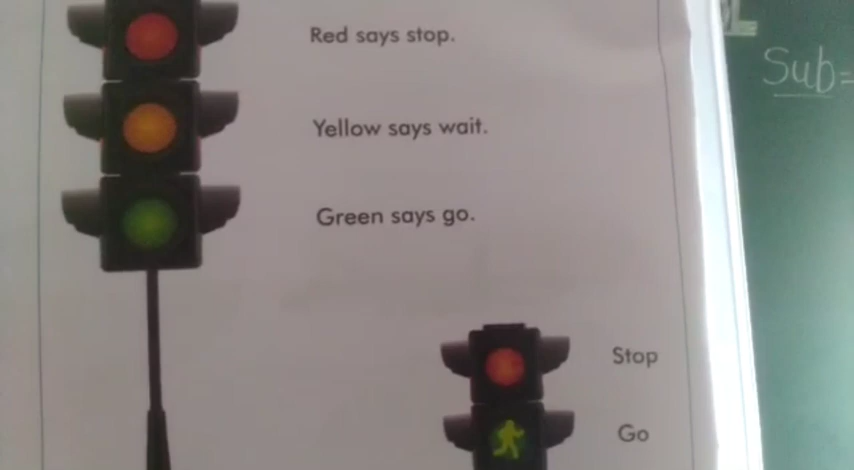 Red says stop.
Yellow says wait.
Green says go.
Stop
Go
Sub=